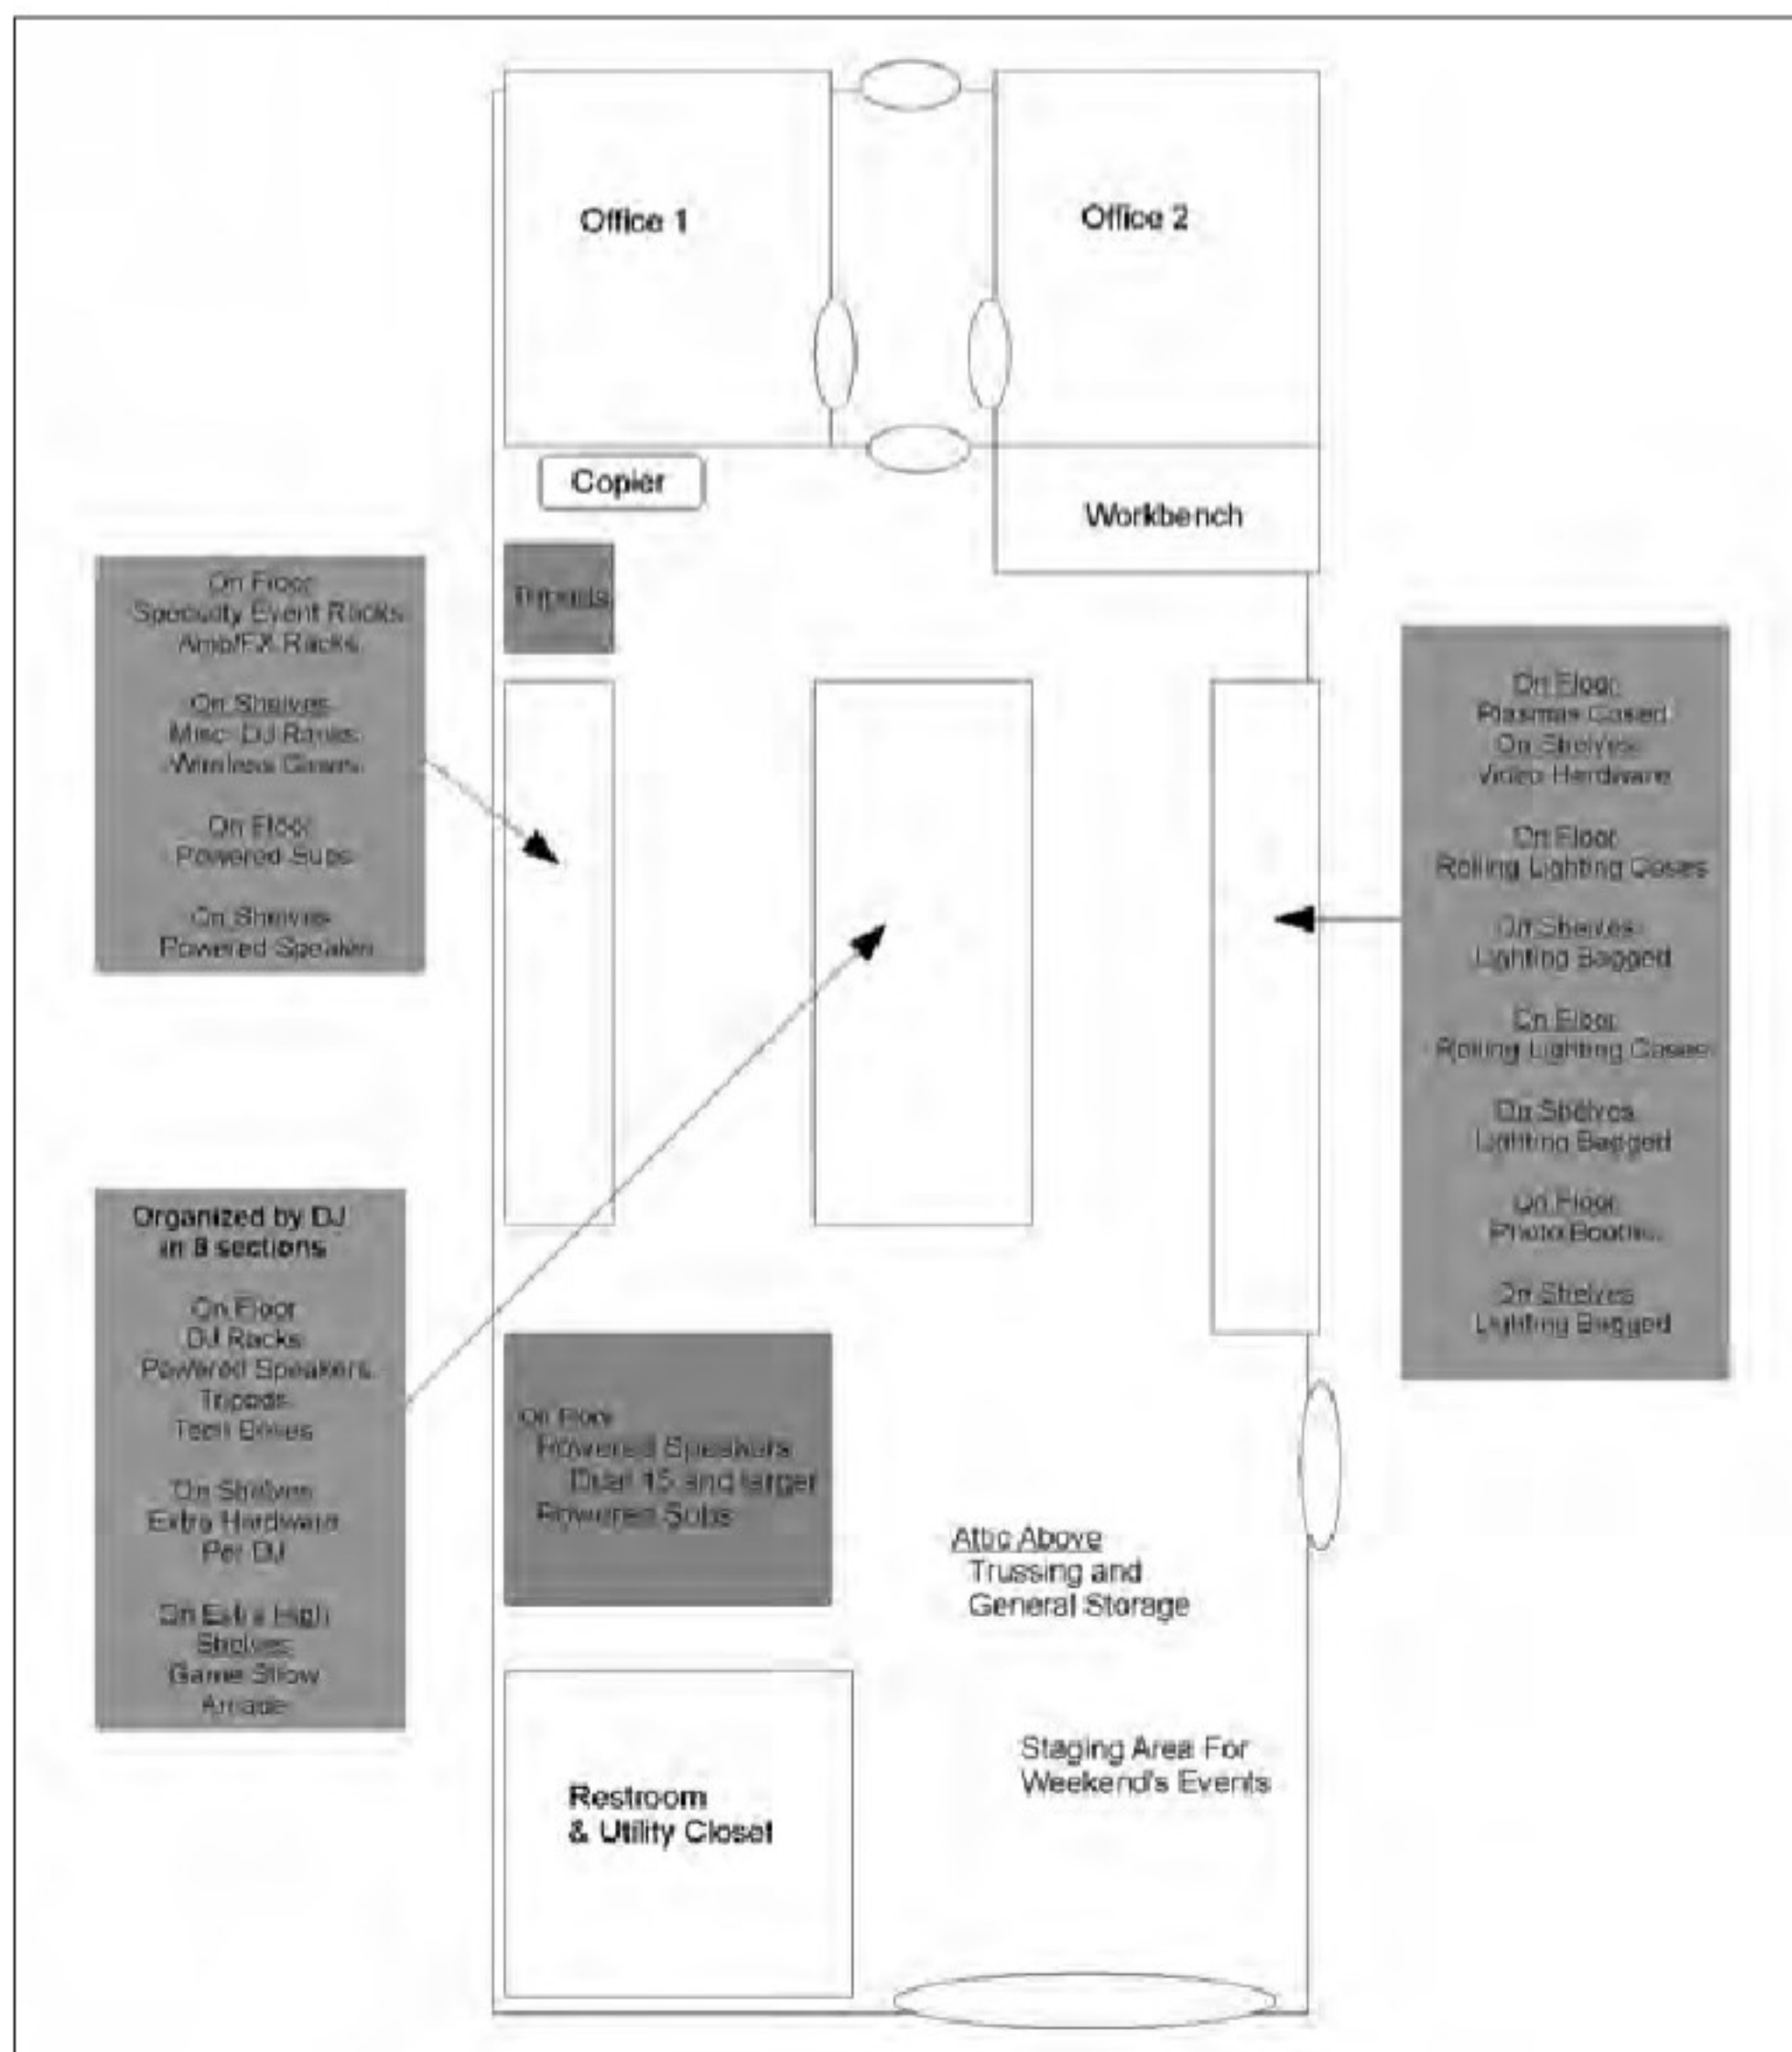 Office 1
Office 2
Copier
Workbench
Tripods
On Floor
Specialty Event Racks
Amp/FX Racks
On Shelves
Misc DJ Racks
Wireless Cases
On Floor
Powered Subs
On Shelves
Powered Speaker
On Floor
Plasmas Cased
On Shelves
Video Hardware
On Floor
Rolling Lighting Cases
On Shelves
Lighting Bagged
On Floor
Rolling Lighting Cases
On Shelves
Lighting Bagged
On Floor
Photo Booths
On Shelves
Lighting Bagged
Organized by DJ
in 8 sections
On Floor
DJ Racks
Powered Speakers
Tripods
Tech Boxes
On Shelves
Extra Hardware
Per DJ
On Extra High
Shelves
Game Show
Arcade
On Floor
Powered Speakers
Dual 15 and larger
Powered Subs
Attic Above
Trussing and
General Storage
Staging Area For
Weekend's Events
Restroom
& Utility Closet